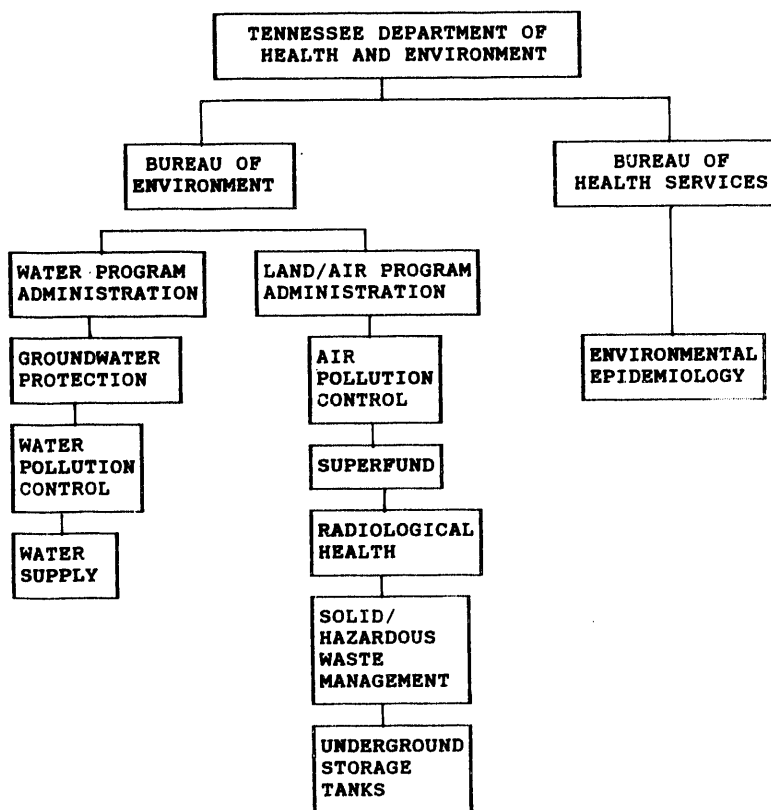 TENNESSEE DEPARTMENT OF
HEALTH AND ENVIRONMENT
BUREAU OF
ENVIRONMENT
BUREAU OF
HEALTH SERVICES
WATER PROGRAM
ADMINISTRATION
LAND/AIR PROGRAM
ADMINISTRATION
GROUNDWATER
PROTECTION
AIR
POLLUTION
CONTROL
ENVIRONMENTAL
EPIDEMIOLOGY
WATER
POLLUTION
CONTROL
SUPERFUND
WATER
SUPPLY
RADIOLOGICAL
HEALTH
SOLID/
HAZARDOUS
WASTE
MANAGEMENT
UNDERGROUND
STORAGE
TANKS